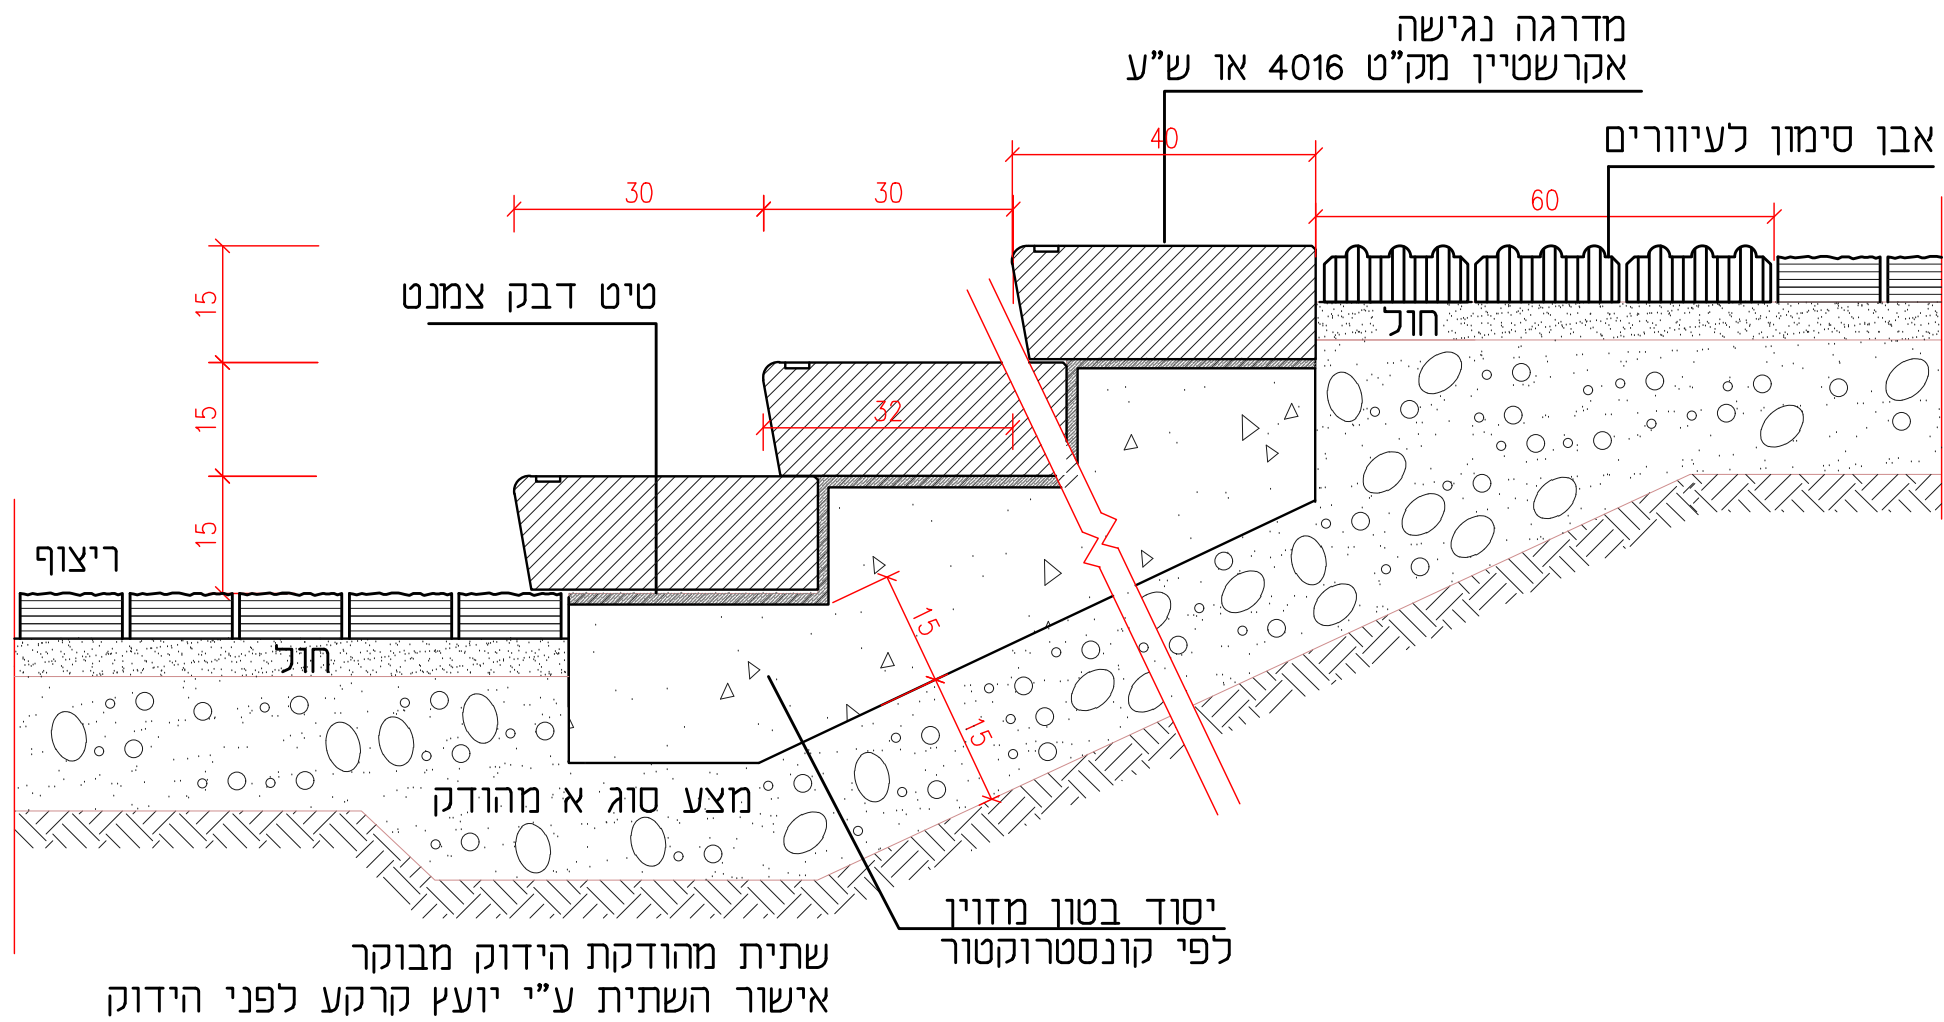 מדרגה נגישה
אקרשטיין מק"ט 4016 או ש"ע
40
אבן סימון לעיוורים
30
30
60
טיט דבק צמנט
15
חול
32
15
15
ריצוף
15
חול
15
מצע סוג א מהודק
יסוד בטון מזוין
לפי קונסטרוקטור
שתית מהודקת הידוק מבוקר
אישור השתית ע"י יועץ קרקע לפני הידוק